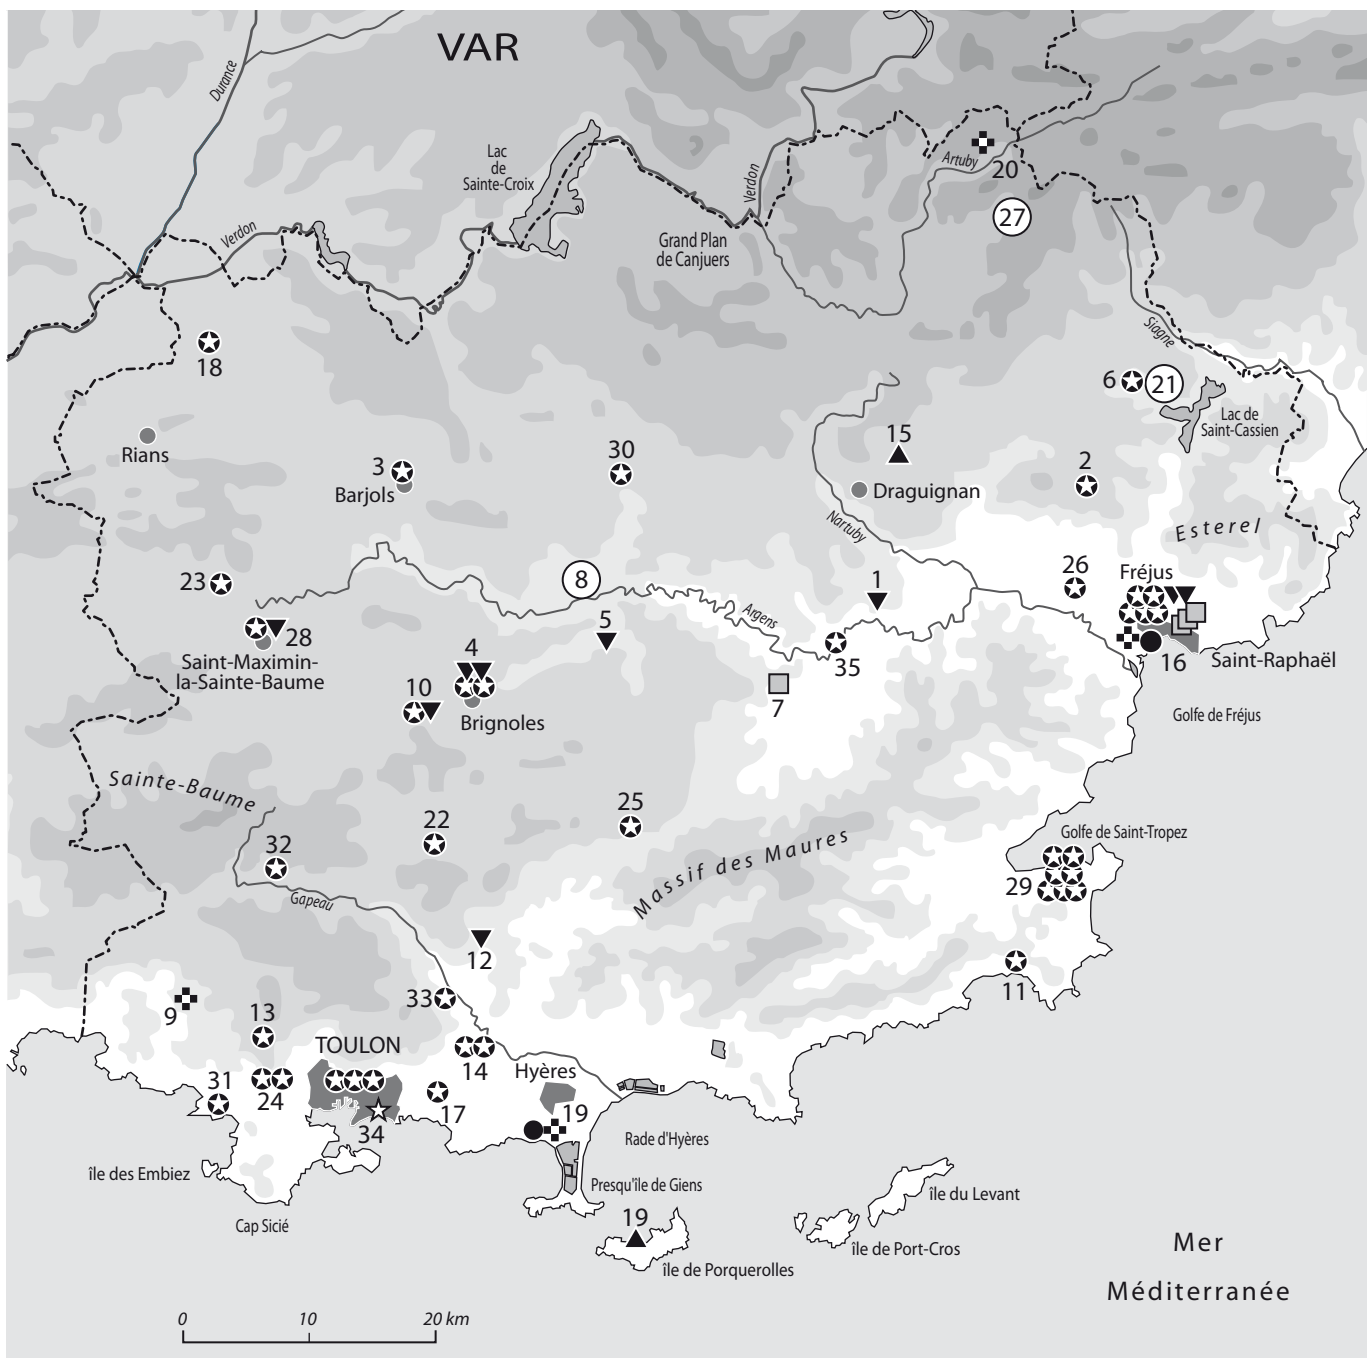 VAR
Durance
Lac
de
Sainte-Croix
Verdon
Artuby
20
Verdon
27
Grand Plan
de Canjuers
Siagne
18
6
21
Lac de
Saint-Cassien
Rians
3
Barjols
30
15
Draguignan
2
Nartuby
Esterel
23
8
1
26
Fréjus
Argens
28
5
Saint-Maximin-
la-Sainte-Baume
4
35
16
Saint-Raphaël
10
Brignoles
7
Golfe de Fréjus
Sainte-Baume
22
25
Golfe de Saint-Tropez
32
Massif des Maures
29
Gapeau
12
11
33
9
13
TOULON
14
Hyères
31
24
17
19
34
Rade d'Hyères
île des Embiez
Presqu'île de Giens
île du Levant
Cap Sicié
19
île de Port-Cros
île de Porquerolles
Mer
Méditerranée
0 10 20 km